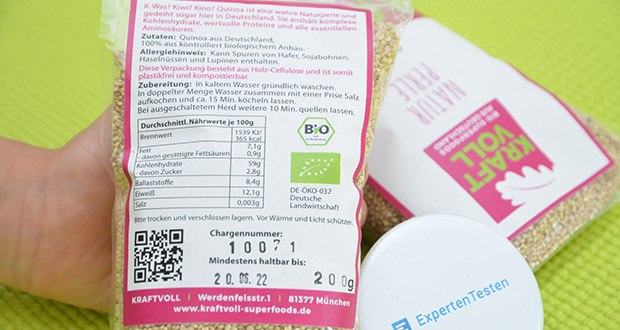 K-Was? Kiwi? Kino? Quinoa ist eine wahre Naturperle und
gedeiht sogar hier in Deutschland. Sie enthält komplexe
Kohlenhydrate, wertvolle Proteine und alle essentiellen
Aminosäuren.
Zutaten: Quinoa aus Deutschland,
100% aus kontrolliert biologischem Anbau.
Allergiehinweis: Kann Spuren von Hafer, Sojabohnen,
Haselnüssen und Lupinen enthalten.
Diese Verpackung besteht aus Holz-Cellulose und ist somit
plastikfrei und kompostierbar.
Zubereitung: In kaltem Wasser gründlich waschen.
In doppelter Menge Wasser zusammen mit einer Prise Salz
aufkochen und ca. 15 Min. köcheln lassen.
Bei ausgeschaltetem Herd weitere 10 Min. quellen lassen.
Durchschnittl. Nährwerte je 100g
Brennwert 1539 KJ/
365 kcal
Fett 7,1g
- davon gesättigte Fettsäuren 0,9g
Kohlenhydrate 59g
- davon Zucker 2,8g
Ballaststoffe 8,4g
Eiweiß 12,1g
Salz 0,003g
Bio
DE-ÖKO-037
Deutsche
Landwirtschaft
Bitte trocken und verschlossen lagern. Vor Wärme und Licht schützen.
Chargennummer:
10071
Mindestens haltbar bis:
20.06.22
200g
KRAFTVOLL | Werdenfelsstr.1 | 81377 München
www.kraftvoll-superfoods.de
NATUR
PERLE
BIO-SUPERFOODS
AUS DEUTSCHLAND
KRAFT
VOLL
ExpertenTesten